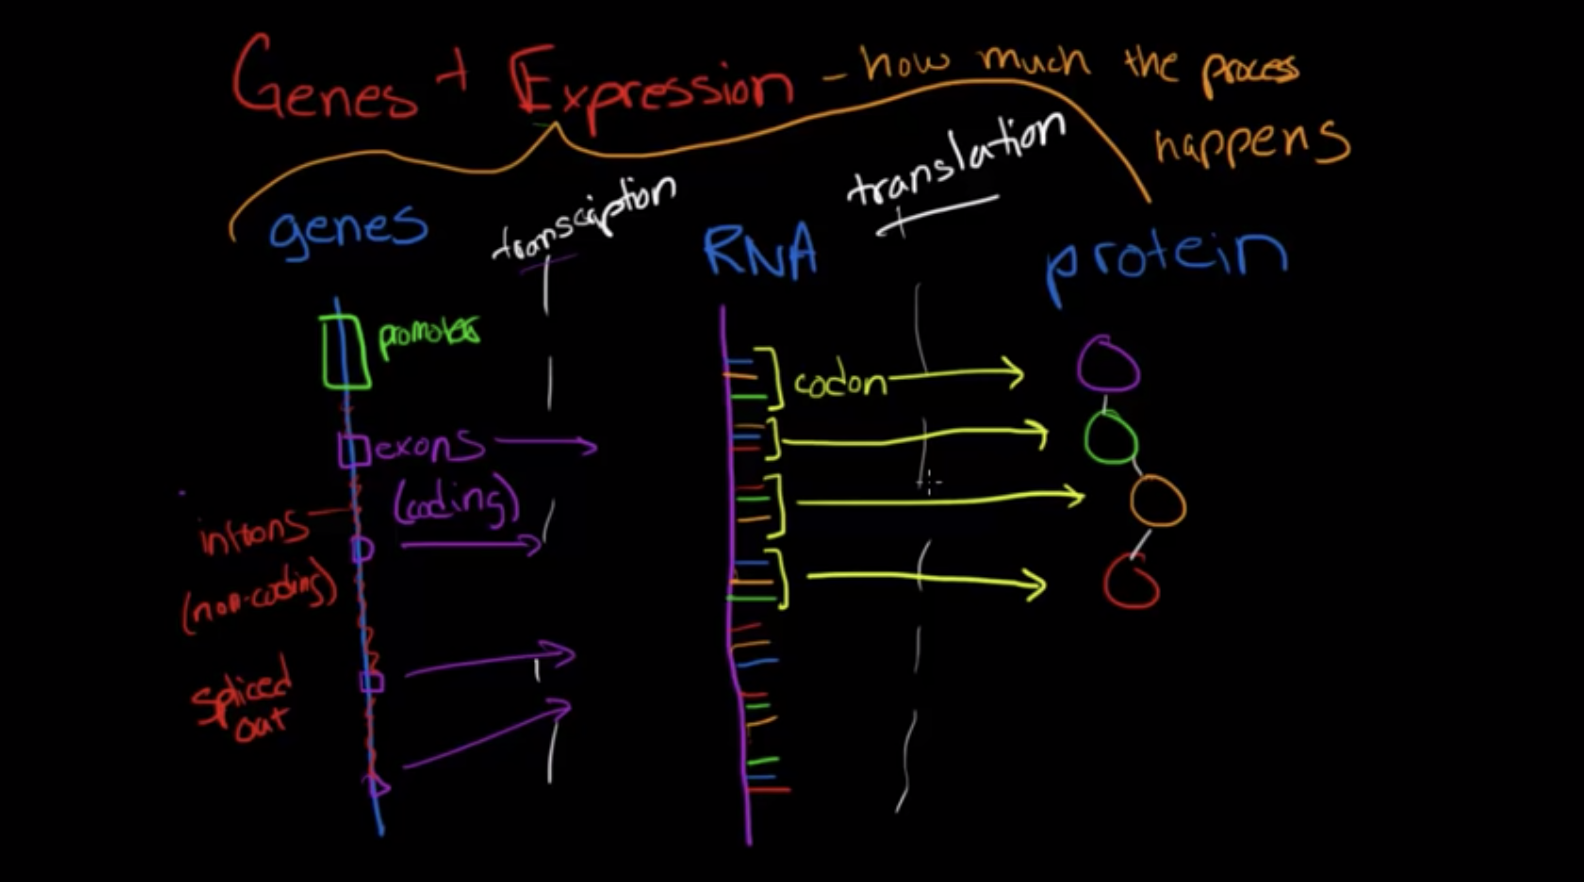 Genes + Expression - how much the process
happens
genes
transcription
RNA
translation
protein
promoter
exons
(coding)
introns
(non-coding)
spliced
out
codon